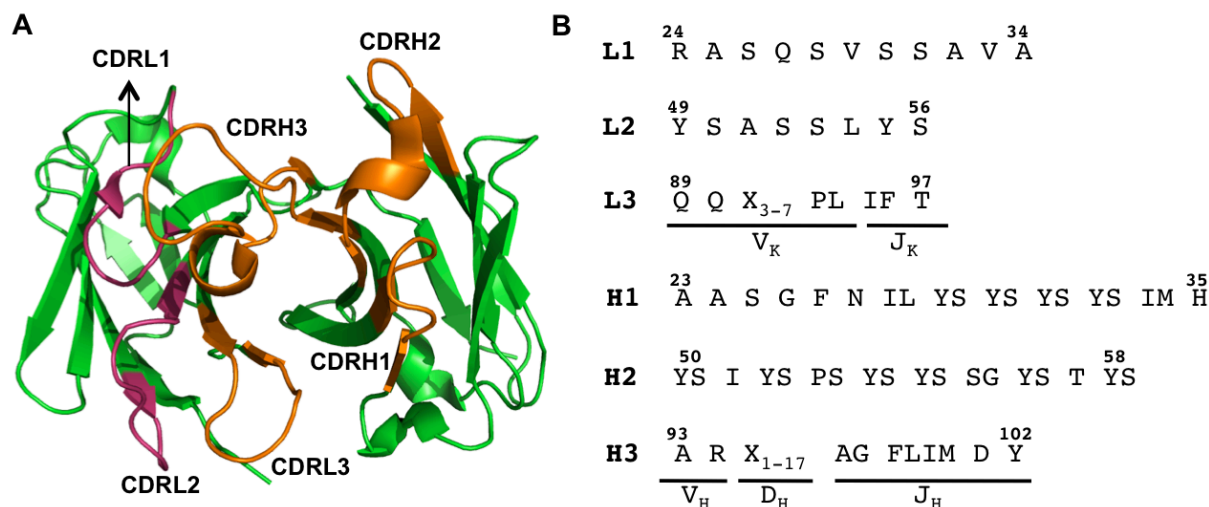 A
CDRL1
CDRH2
CDRH3
CDRH1
CDRL3
CDRL2
B
24 34
L1 R A S Q S V S S A V A
49 56
L2 Y S A S S L Y S
89 97
L3 Q Q X3-7 PL IF T
VK JK
23 35
H1 A A S G F N IL YS YS YS YS IM H
50 58
H2 YS I YS PS YS YS SG YS T YS
93 102
H3 A R X1-17 AG FLIM D Y
VH DH JH